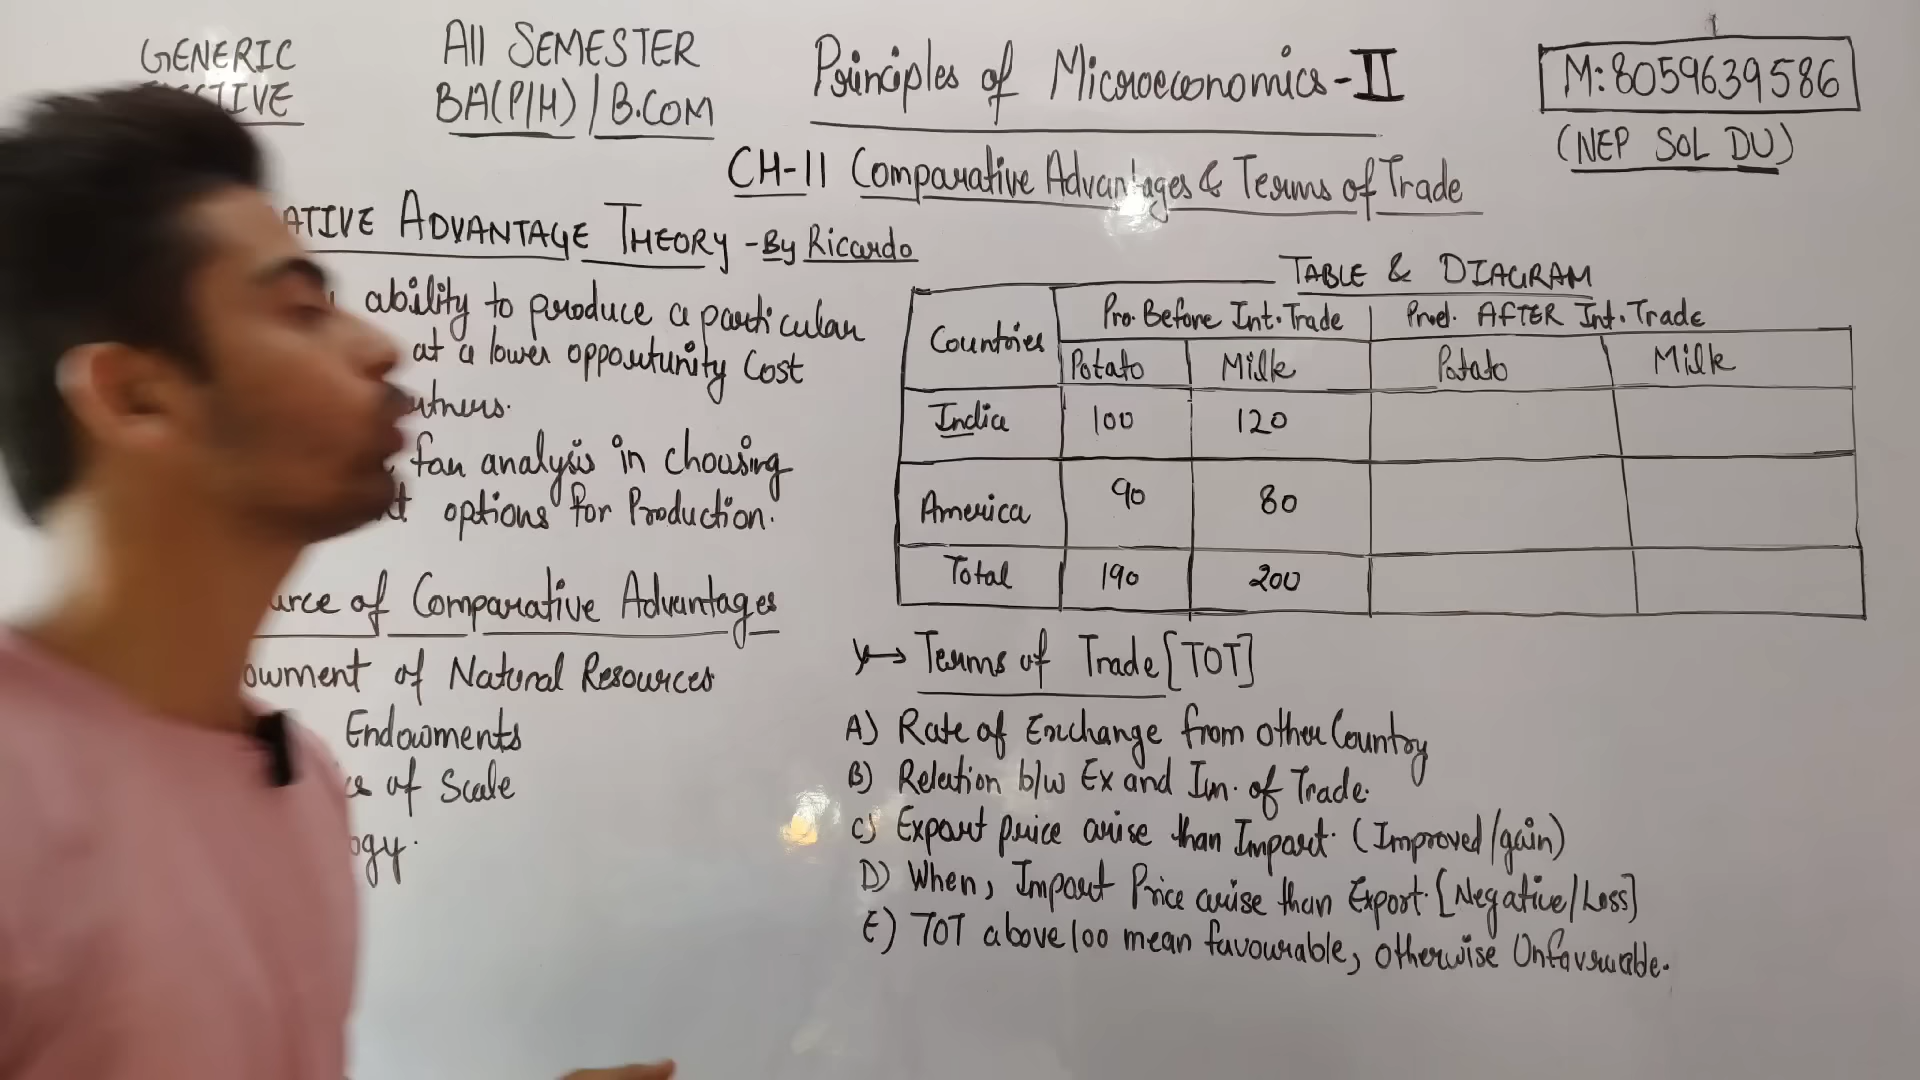 GENERIC
All SEMESTER
BA(P/H) / B.COM
Principles of Microeconomics-II
M:8059639586
(NEP SOL DU)
CH-11 Comparative Advantages & Terms of Trade
ATIVE ADVANTAGE THEORY - By Ricardo
ability to produce a particular
at a lower opportunity Cost
for analysis in choosing
options for Production.
of Comparative Advantages
of Natural Resources
Endowments
of Scale
TABLE & DIAGRAM
Countries
Pro. Before Int. Trade
Prod. AFTER Int. Trade
Potato
Milk
Potato
Milk
India
100
120
America
90
80
Total
190
200
→ Terms of Trade [TOT]
A) Rate of Exchange from other Country
B) Relation b/w Ex and Im. of Trade.
C) Export price arise than Import. (Improved/gain)
D) When, Import Price arise than Export. [Negative/Loss]
E) TOT above 100 mean favourable, otherwise Unfavourable.